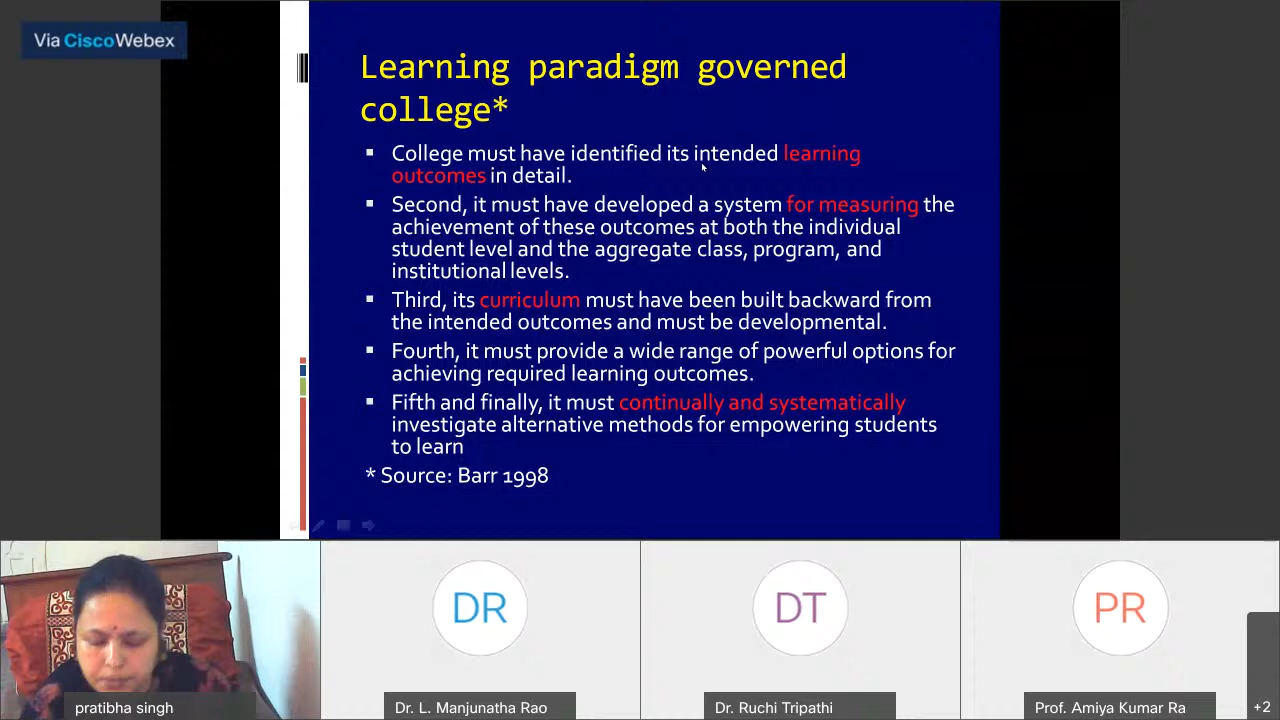 Via Cisco Webex
Learning paradigm governed
college*
▪ College must have identified its intended learning
outcomes in detail.
▪ Second, it must have developed a system for measuring the
achievement of these outcomes at both the individual
student level and the aggregate class, program, and
institutional levels.
▪ Third, its curriculum must have been built backward from
the intended outcomes and must be developmental.
▪ Fourth, it must provide a wide range of powerful options for
achieving required learning outcomes.
▪ Fifth and finally, it must continually and systematically
investigate alternative methods for empowering students
to learn
* Source: Barr 1998
DR
DT
PR
pratibha singh
Dr. L. Manjunatha Rao
Dr. Ruchi Tripathi
Prof. Amiya Kumar Ra
+2